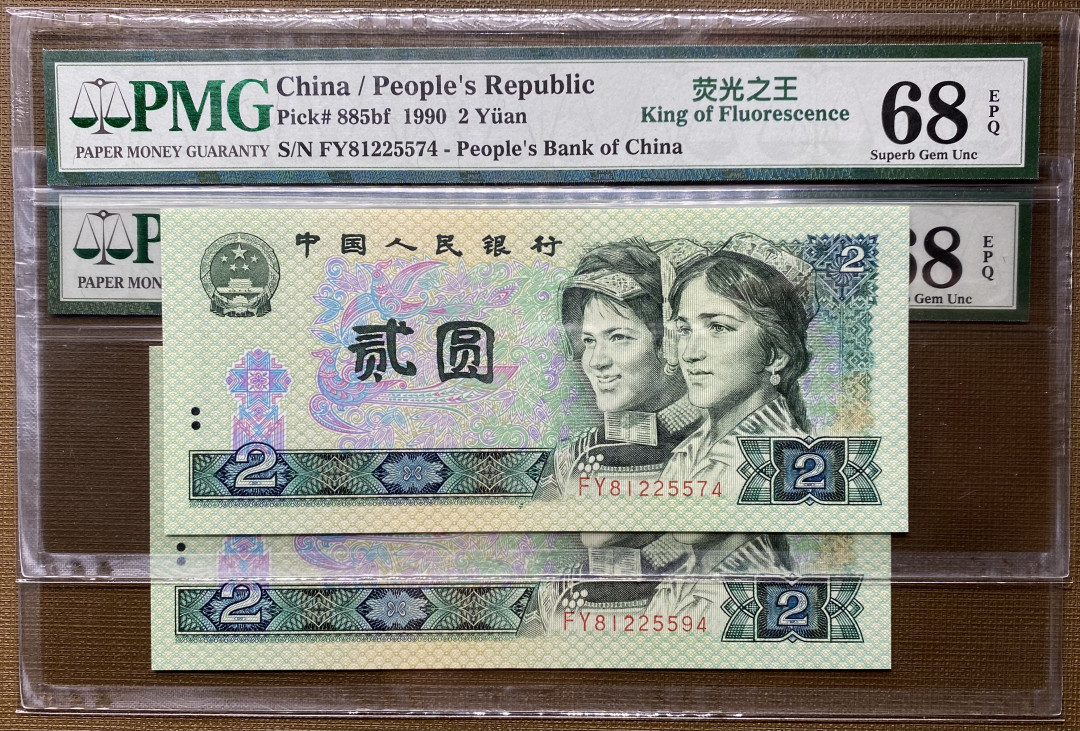 PMG
PAPER MONEY GUARANTY
China / People's Republic
Pick# 885bf 1990 2 Yüan
S/N FY81225574 - People's Bank of China
荧光之王
King of Fluorescence
68
EPQ
Superb Gem Unc
P
PAPER MON
68
EPQ
Gem Unc
中国人民银行
2
贰圆
2
FY81225574
2
2
FY81225594
2